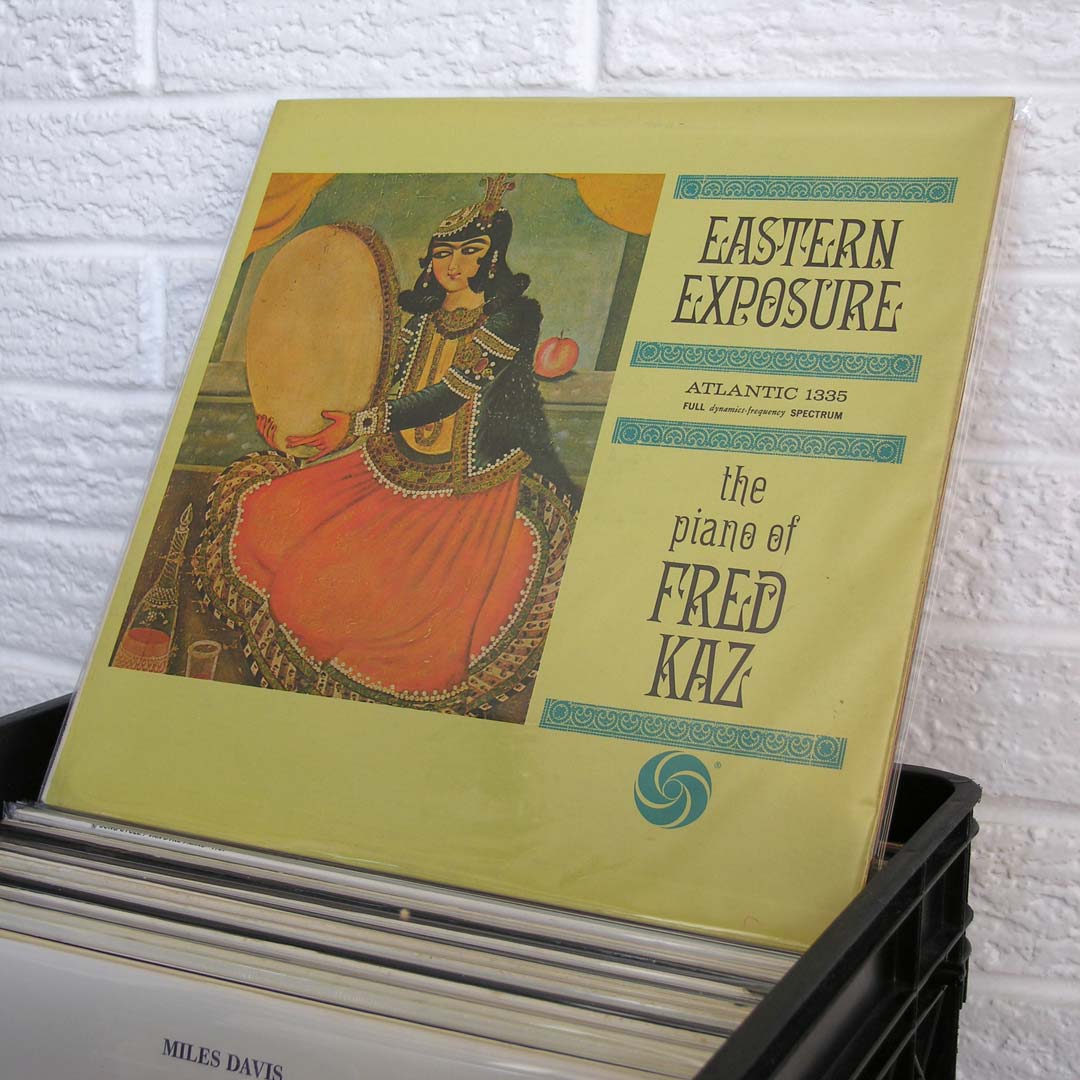 EASTERN
EXPOSURE
ATLANTIC 1335
FULL dynamics-frequency SPECTRUM
the
piano of
FRED
KAZ
®
MILES DAVIS